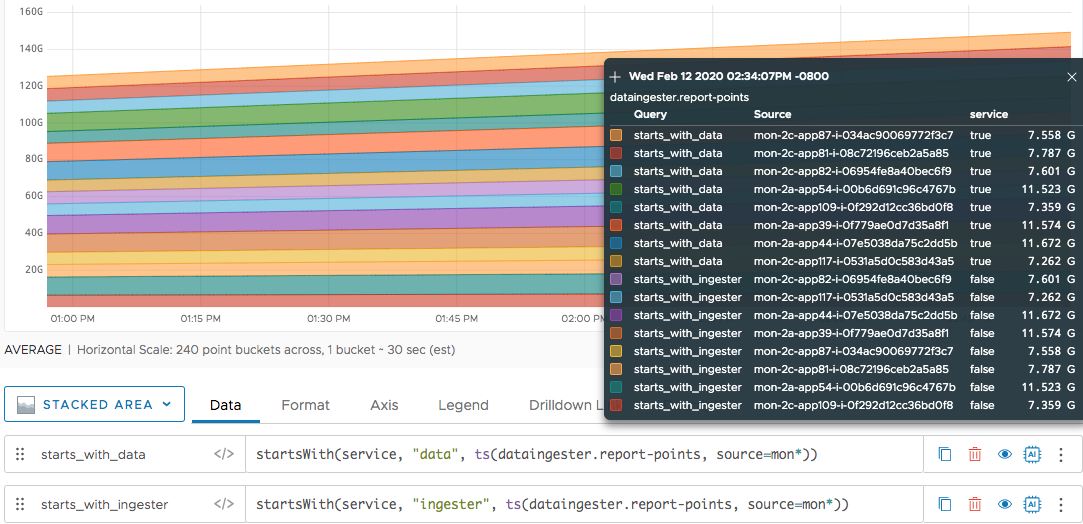 160G
140G
120G
100G
80G
60G
40G
20G
01:00 PM 01:15 PM 01:30 PM 01:45 PM 02:00 PM
Wed Feb 12 2020 02:34:07PM -0800
dataingester.report-points
Query Source service
starts_with_data mon-2c-app87-i-034ac90069772f3c7 true 7.558 G
starts_with_data mon-2c-app81-i-08c72196ceb2a5a85 true 7.787 G
starts_with_data mon-2c-app82-i-06954fe8a40bec6f9 true 7.601 G
starts_with_data mon-2a-app54-i-00b6d691c96c4767b true 11.523 G
starts_with_data mon-2c-app109-i-0f292d12cc36bd0f8 true 7.359 G
starts_with_data mon-2a-app39-i-0f779ae0d7d35a8f1 true 11.574 G
starts_with_data mon-2a-app44-i-07e5038da75c2dd5b true 11.672 G
starts_with_data mon-2c-app117-i-0531a5d0c583d43a5 true 7.262 G
starts_with_ingester mon-2c-app82-i-06954fe8a40bec6f9 false 7.601 G
starts_with_ingester mon-2c-app117-i-0531a5d0c583d43a5 false 7.262 G
starts_with_ingester mon-2a-app44-i-07e5038da75c2dd5b false 11.672 G
starts_with_ingester mon-2a-app39-i-0f779ae0d7d35a8f1 false 11.574 G
starts_with_ingester mon-2c-app87-i-034ac90069772f3c7 false 7.558 G
starts_with_ingester mon-2c-app81-i-08c72196ceb2a5a85 false 7.787 G
starts_with_ingester mon-2a-app54-i-00b6d691c96c4767b false 11.523 G
starts_with_ingester mon-2c-app109-i-0f292d12cc36bd0f8 false 7.359 G
AVERAGE | Horizontal Scale: 240 point buckets across, 1 bucket ~ 30 sec (est)
STACKED AREA Data Format Axis Legend Drilldown L
starts_with_data </> startsWith(service, "data", ts(dataingester.report-points, source=mon*)) AI
starts_with_ingester </> startsWith(service, "ingester", ts(dataingester.report-points, source=mon*)) AI